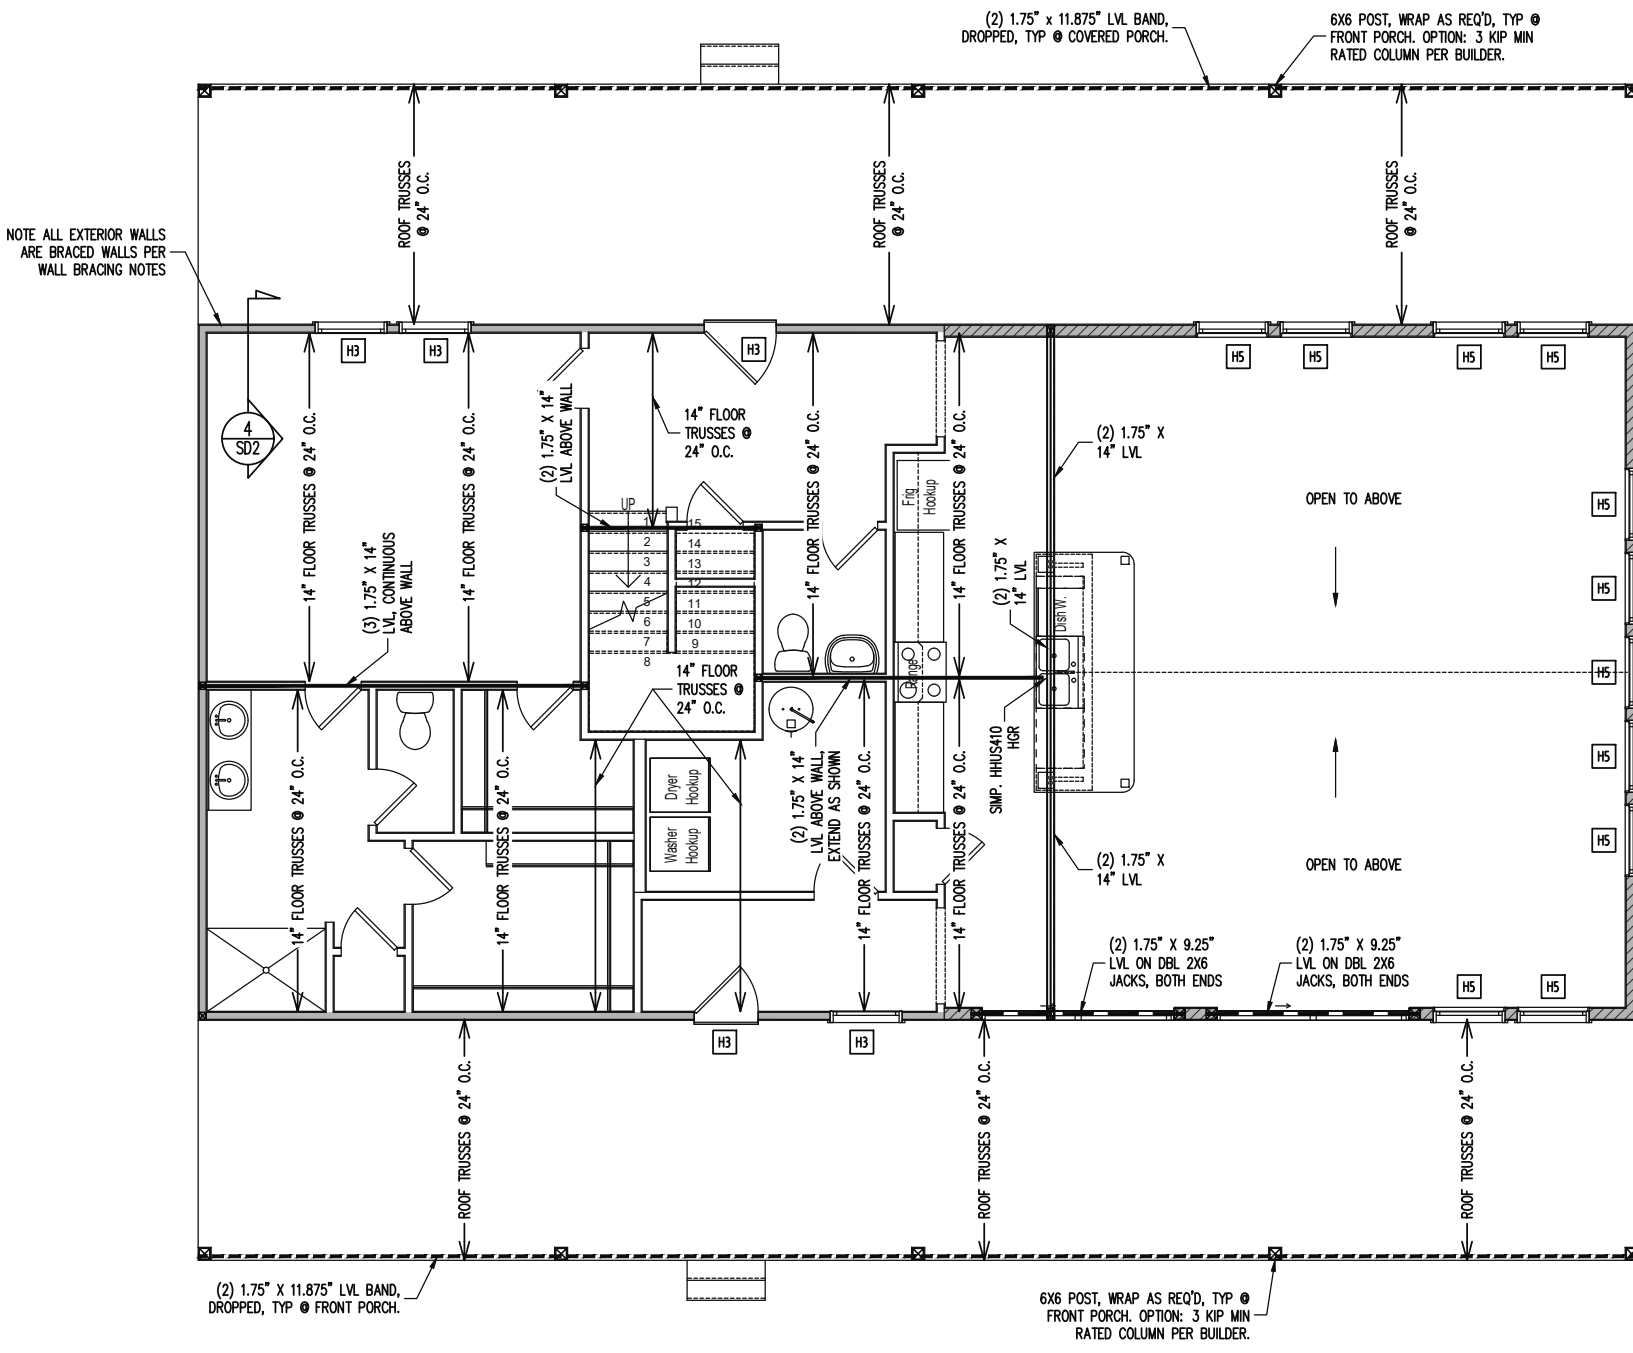 (2) 1.75" x 11.875" LVL BAND,
DROPPED, TYP @ COVERED PORCH.
6X6 POST, WRAP AS REQ'D, TYP @
FRONT PORCH. OPTION: 3 KIP MIN
RATED COLUMN PER BUILDER.
ROOF TRUSSES
@ 24" O.C.
ROOF TRUSSES
@ 24" O.C.
ROOF TRUSSES
@ 24" O.C.
NOTE ALL EXTERIOR WALLS
ARE BRACED WALLS PER
WALL BRACING NOTES
H3
H3
H3
H5
H5
H5
H5
4
SD2
14" FLOOR TRUSSES @ 24" O.C.
14" FLOOR TRUSSES @ 24" O.C.
(2) 1.75" X 14"
LVL ABOVE WALL
14" FLOOR
TRUSSES @
24" O.C.
14" FLOOR TRUSSES @ 24" O.C.
14" FLOOR TRUSSES @ 24" O.C.
(2) 1.75" X
14" LVL
OPEN TO ABOVE
Frig
Hookup
UP
1
2
3
4
5
6
7
8
15
14
13
12
11
10
9
(3) 1.75" X 14"
LVL, CONTINUOUS
ABOVE WALL
(2) 1.75" X
14" LVL
Dish W.
Range
H5
H5
H5
H5
H5
14" FLOOR
TRUSSES @
24" O.C.
SIMP. HHUS410
HGR
14" FLOOR TRUSSES @ 24" O.C.
14" FLOOR TRUSSES @ 24" O.C.
Dryer
Hookup
Washer
Hookup
(2) 1.75" X 14"
LVL ABOVE WALL,
EXTEND AS SHOWN
14" FLOOR TRUSSES @ 24" O.C.
14" FLOOR TRUSSES @ 24" O.C.
(2) 1.75" X
14" LVL
OPEN TO ABOVE
(2) 1.75" X 9.25"
LVL ON DBL 2X6
JACKS, BOTH ENDS
(2) 1.75" X 9.25"
LVL ON DBL 2X6
JACKS, BOTH ENDS
H5
H5
H3
H3
ROOF TRUSSES @ 24" O.C.
ROOF TRUSSES @ 24" O.C.
ROOF TRUSSES @ 24" O.C.
(2) 1.75" X 11.875" LVL BAND,
DROPPED, TYP @ FRONT PORCH.
6X6 POST, WRAP AS REQ'D, TYP @
FRONT PORCH. OPTION: 3 KIP MIN
RATED COLUMN PER BUILDER.